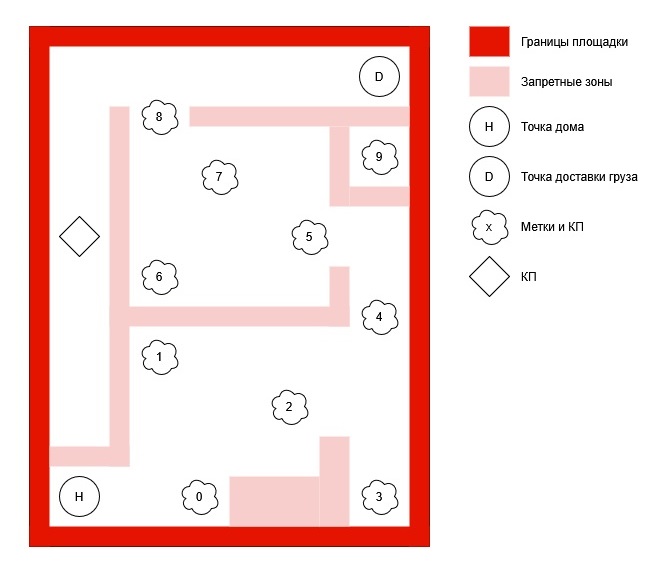 D
8
9
7
5
6
4
1
2
H
0
3
Границы площадки
Запретные зоны
H
Точка дома
D
Точка доставки груза
x
Метки и КП
КП